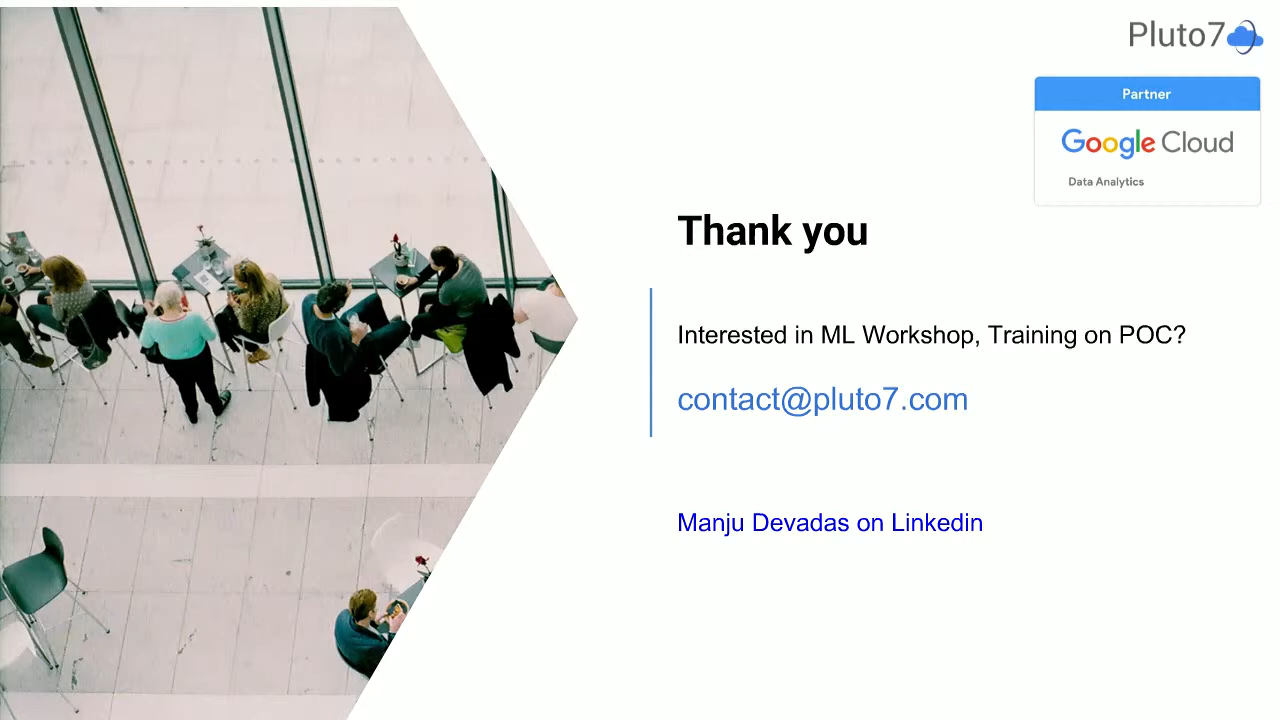 Pluto7
Partner
Google Cloud
Data Analytics
Thank you
Interested in ML Workshop, Training on POC?
contact@pluto7.com
Manju Devadas on Linkedin